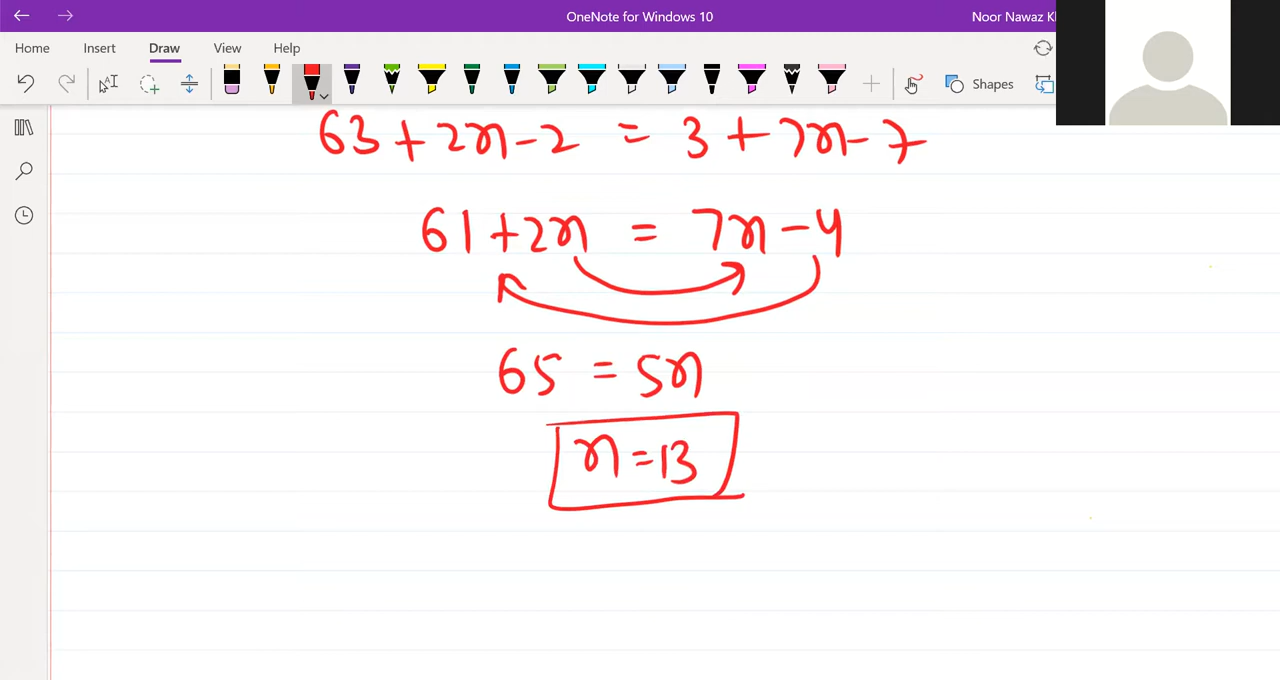 OneNote for Windows 10
Noor Nawaz
Home Insert Draw View Help
Shapes
63 + 2n - 2 = 3 + 7n - 7
61 + 2n = 7n - 4
65 = 5n
n = 13